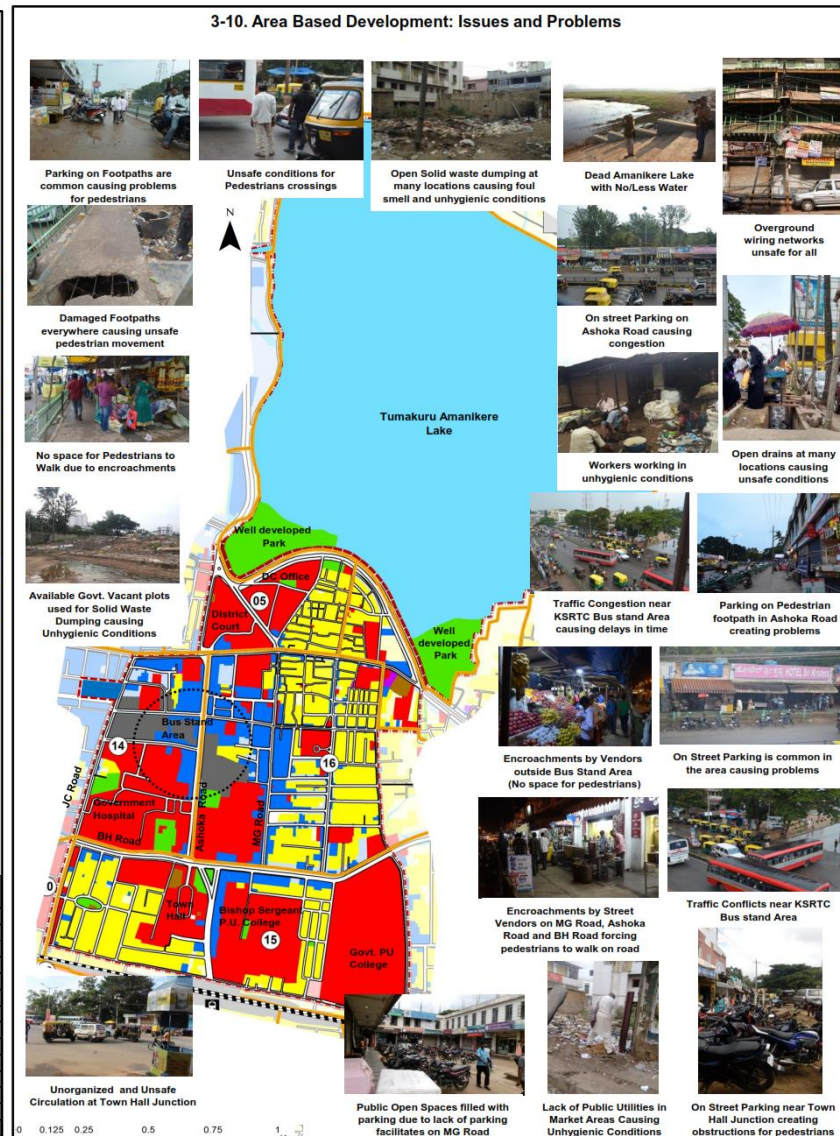 3-10. Area Based Development: Issues and Problems
Parking on Footpaths are
common causing problems
for pedestrians
Unsafe conditions for
Pedestrians crossings
Open Solid waste dumping at
many locations causing foul
smell and unhygienic conditions
Dead Amanikere Lake
with No/Less Water
Overground
wiring networks
unsafe for all
N
Damaged Footpaths
everywhere causing unsafe
pedestrian movement
On street Parking on
Ashoka Road causing
congestion
No space for Pedestrians to
Walk due to encroachments
Tumakuru Amanikere
Lake
Workers working in
unhygienic conditions
Open drains at many
locations causing
unsafe conditions
Available Govt. Vacant plots
used for Solid Waste
Dumping causing
Unhygienic Conditions
Well developed
Park
DC Office
05
District
Court
Well
developed
Park
Traffic Congestion near
KSRTC Bus stand Area
causing delays in time
Parking on Pedestrian
footpath in Ashoka Road
creating problems
Bus Stand
Area
14
16
JC Road
Government
Hospital
BH Road
Ashoka Road
MG Road
Encroachments by Vendors
outside Bus Stand Area
(No space for pedestrians)
HOTEL
On Street Parking is common in
the area causing problems
Encroachments by Street
Vendors on MG Road, Ashoka
Road and BH Road forcing
pedestrians to walk on road
Traffic Conflicts near KSRTC
Bus stand Area
0
Town
Hall
Bishop Sergeant
P.U. College
15
Govt. PU
College
Unorganized and Unsafe
Circulation at Town Hall Junction
Public Open Spaces filled with
parking due to lack of parking
facilitates on MG Road
Lack of Public Utilities in
Market Areas Causing
Unhygienic Conditions
On Street Parking near Town
Hall Junction creating
obstructions for pedestrians
0 0.125 0.25 0.5 0.75 1